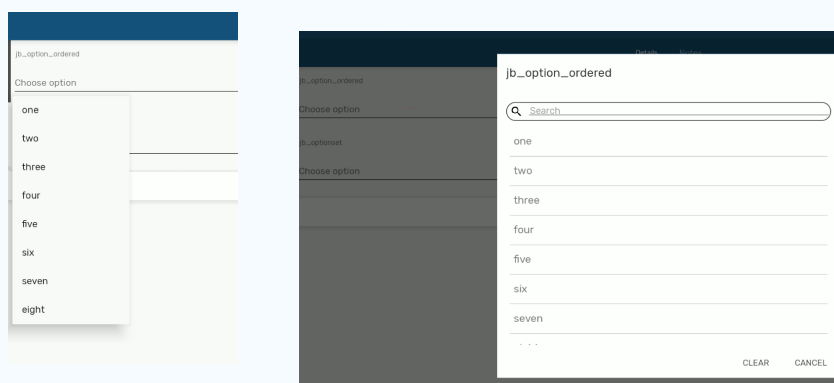 jb_option_ordered
Choose option
one
two
three
four
five
six
seven
eight
Details Notes
jb_option_ordered
Choose option
jb_optionset
Choose option
jb_option_ordered
Search
one
two
three
four
five
six
seven
CLEAR CANCEL